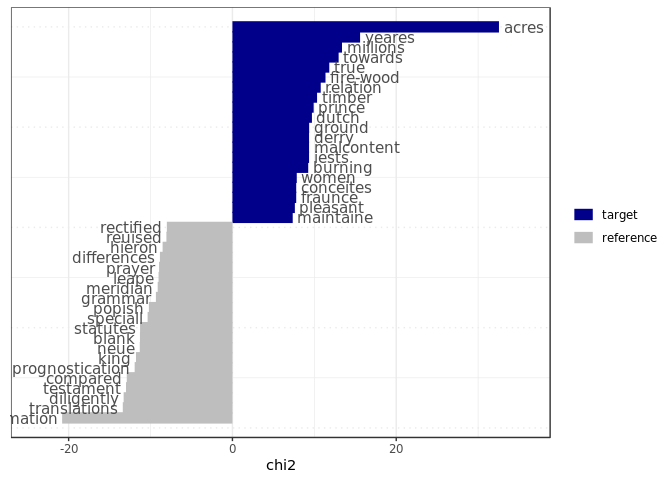 acres
yeares
millions
towards
true
fire-wood
relation
timber
prince
dutch
ground
derry
malcontent
jests
burning
women
conceites
fraunce
pleasant
maintaine
rectified
reuised
hieron
differences
prayer
leape
meridian
grammar
popish
speciall
statutes
blank
neue
king
prognostication
compared
testament
diligently
translations
mation
-20 0 20
chi2
target
reference